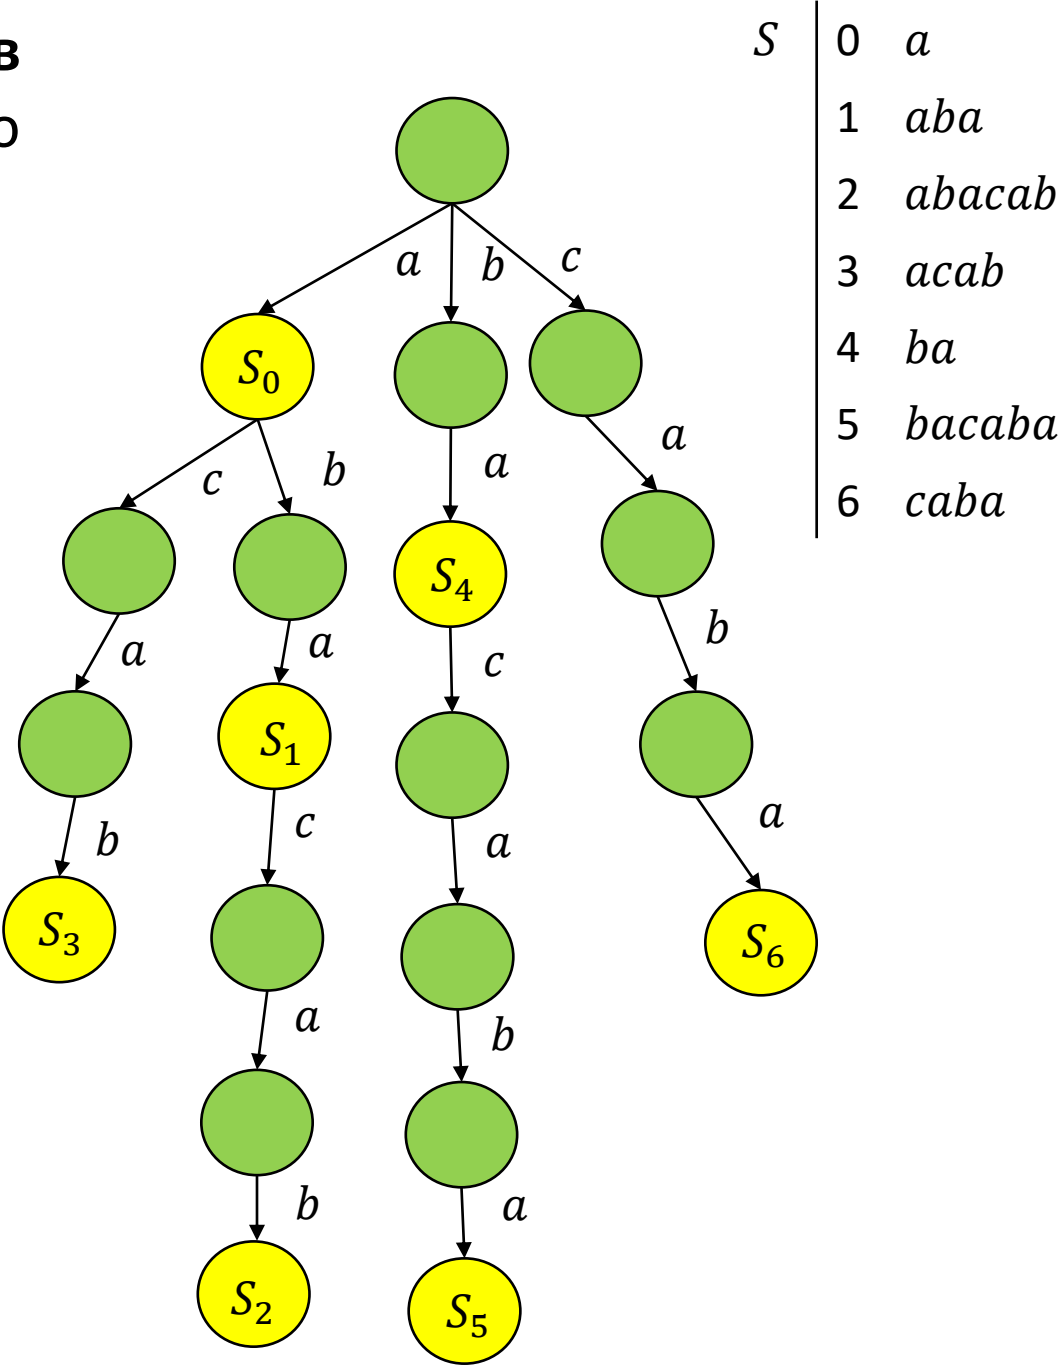 S 0 a
в
1 aba
о
2 abacab
a b c
3 acab
S₀
4 ba
c b a a
5 bacaba
6 caba
S₄
b
a a c
S₁ S₆
b c a a
S₃
a b
b a
S₂ S₅